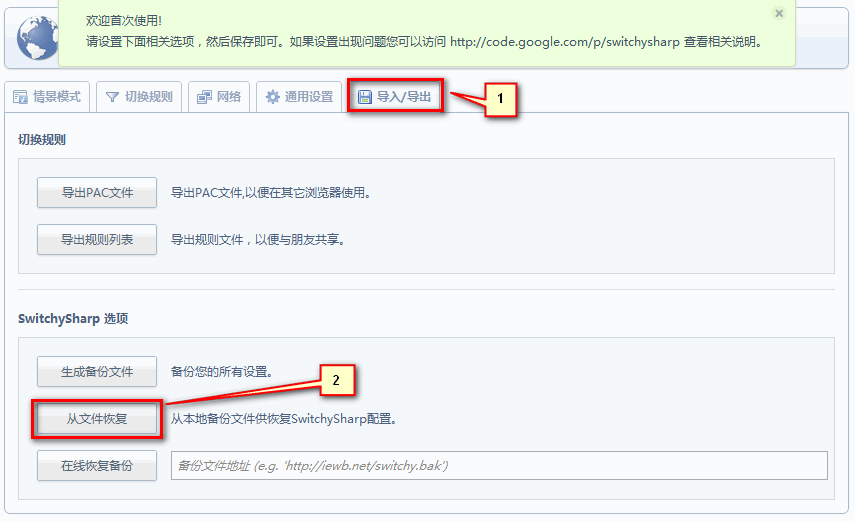 欢迎首次使用!
请设置下面相关选项，然后保存即可。如果设置出现问题您可以访问 http://code.google.com/p/switchysharp 查看相关说明。
情景模式 切换规则 网络 通用设置 导入/导出
1
切换规则
导出PAC文件 导出PAC文件,以便在其它浏览器使用。
导出规则列表 导出规则文件，以便与朋友共享。
SwitchySharp 选项
生成备份文件 备份您的所有设置。
2
从文件恢复 从本地备份文件供恢复SwitchySharp配置。
在线恢复备份 备份文件地址 (e.g. 'http://iewb.net/switchy.bak')